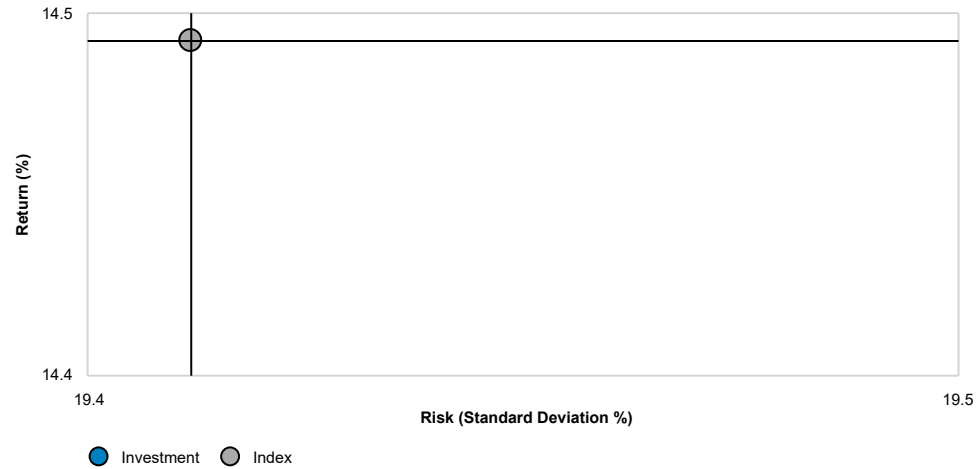 14.5
Return (%)
14.4
19.4
19.5
Risk (Standard Deviation %)
Investment
Index